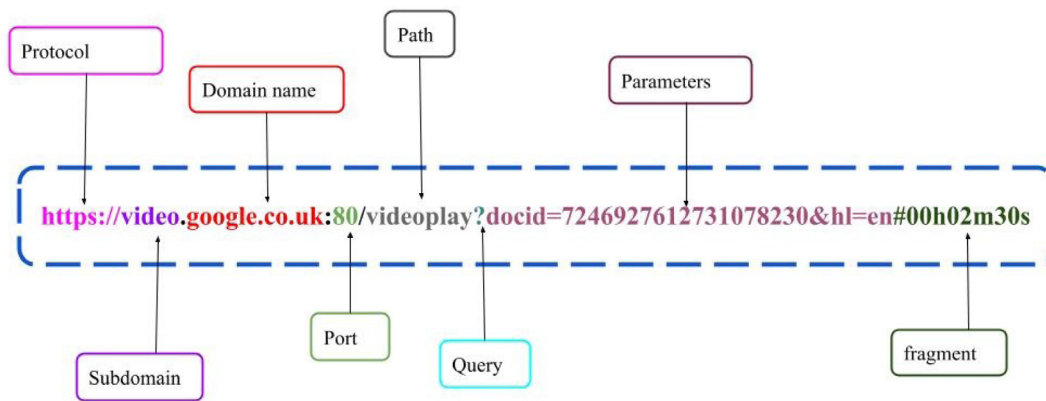 Protocol
Path
Domain name
Parameters
https://video.google.co.uk:80/videoplay?docid=7246927612731078230&hl=en#00h02m30s
Subdomain
Port
Query
fragment